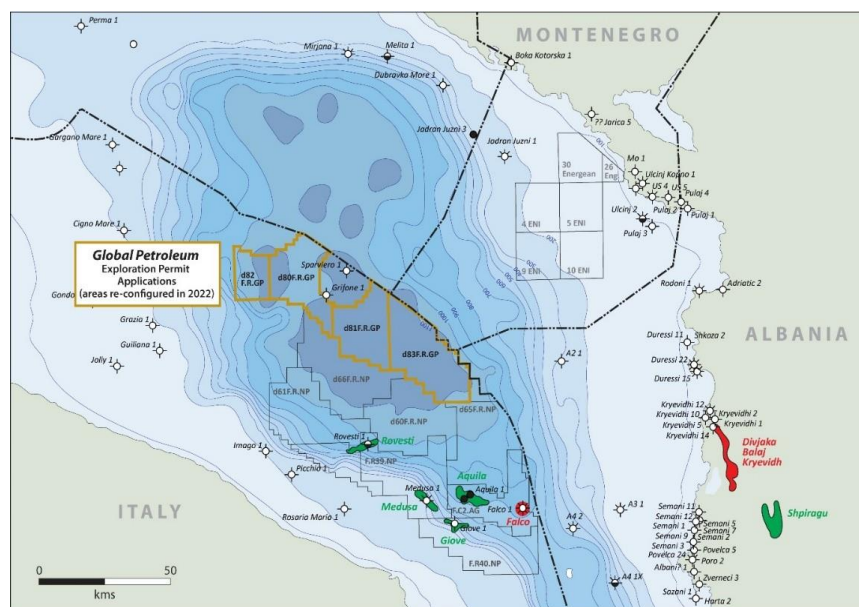 MONTENEGRO
Perma 1
Mirjana 1
Melita 1
Boka Kotorska 1
Dubravka More 1
Jadran Juzni 3
Jadran Juzni 1
?? Jarica 5
Gargano Mare 1
30
Energean
26
Mo 1
Ulcinj Kopno 1
US 4
US 5
Pulaj 4
Ulcinj 2
Pulaj 2
Pulaj 1
Pulaj 3
4 ENI
5 ENI
9 ENI
10 ENI
Cigno Mare 1
Global Petroleum
Exploration Permit
Applications
(areas re-configured in 2022)
d82
F.R.GP
d80F.R.GP
Sparviero 1
Grifone 1
d81F.R.GP
d83F.R.GP
Rodoni 1
Adriatic 2
ALBANIA
Grazia 1
Guiliana 1
Jolly 1
Duressi 11
Shkoza 2
A2 1
Duressi 22
Duressi 15
d61F.R.NP
d66F.R.NP
d65F.R.NP
d60F.R.NP
Kryevidhi 12
Kryevidhi 10
Kryevidhi 2
Kryevidhi 5
Kryevidhi 1
Kryevidhi 14
Divjaka
Balaj
Kryevidh
Rovesti 1
Rovesti
Imago 1
F.R39.NP
Picchio 1
Aquila
Aquila 1
Medusa 1
Medusa
Rosaria Maria 1
F.C2.AG
Falco 1
Falco
Giove 1
Giove
A4 2
A3 1
F.R40.NP
A4 1X
Shpiragu
Semani 11
Semani 12
Semani 5
Semani 1
Semani 7
Semani 9
Semani 2
Semani 3
Povelca 5
Povelca 24
Poro 2
Albani? 1
Zverneci 3
Sazani 1
Harta 2
ITALY
0
50
kms